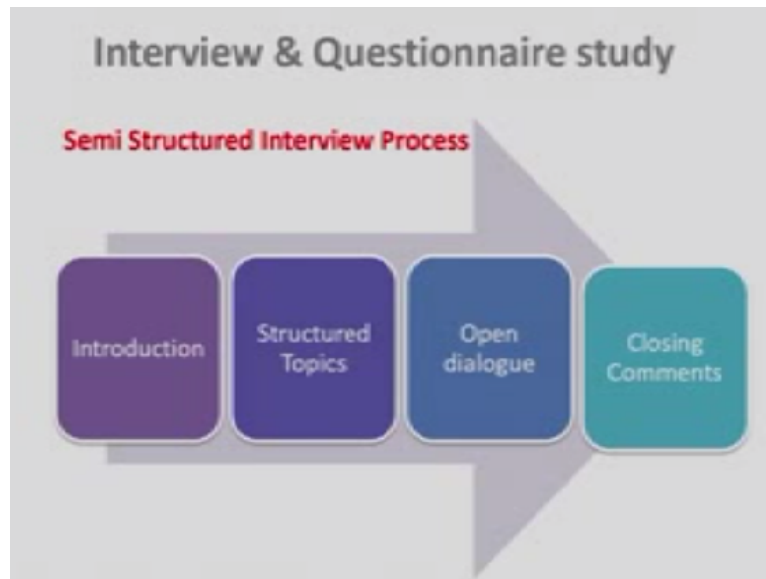 Interview & Questionnaire study
Semi Structured Interview Process
Introduction
Structured
Topics
Open
dialogue
Closing
Comments